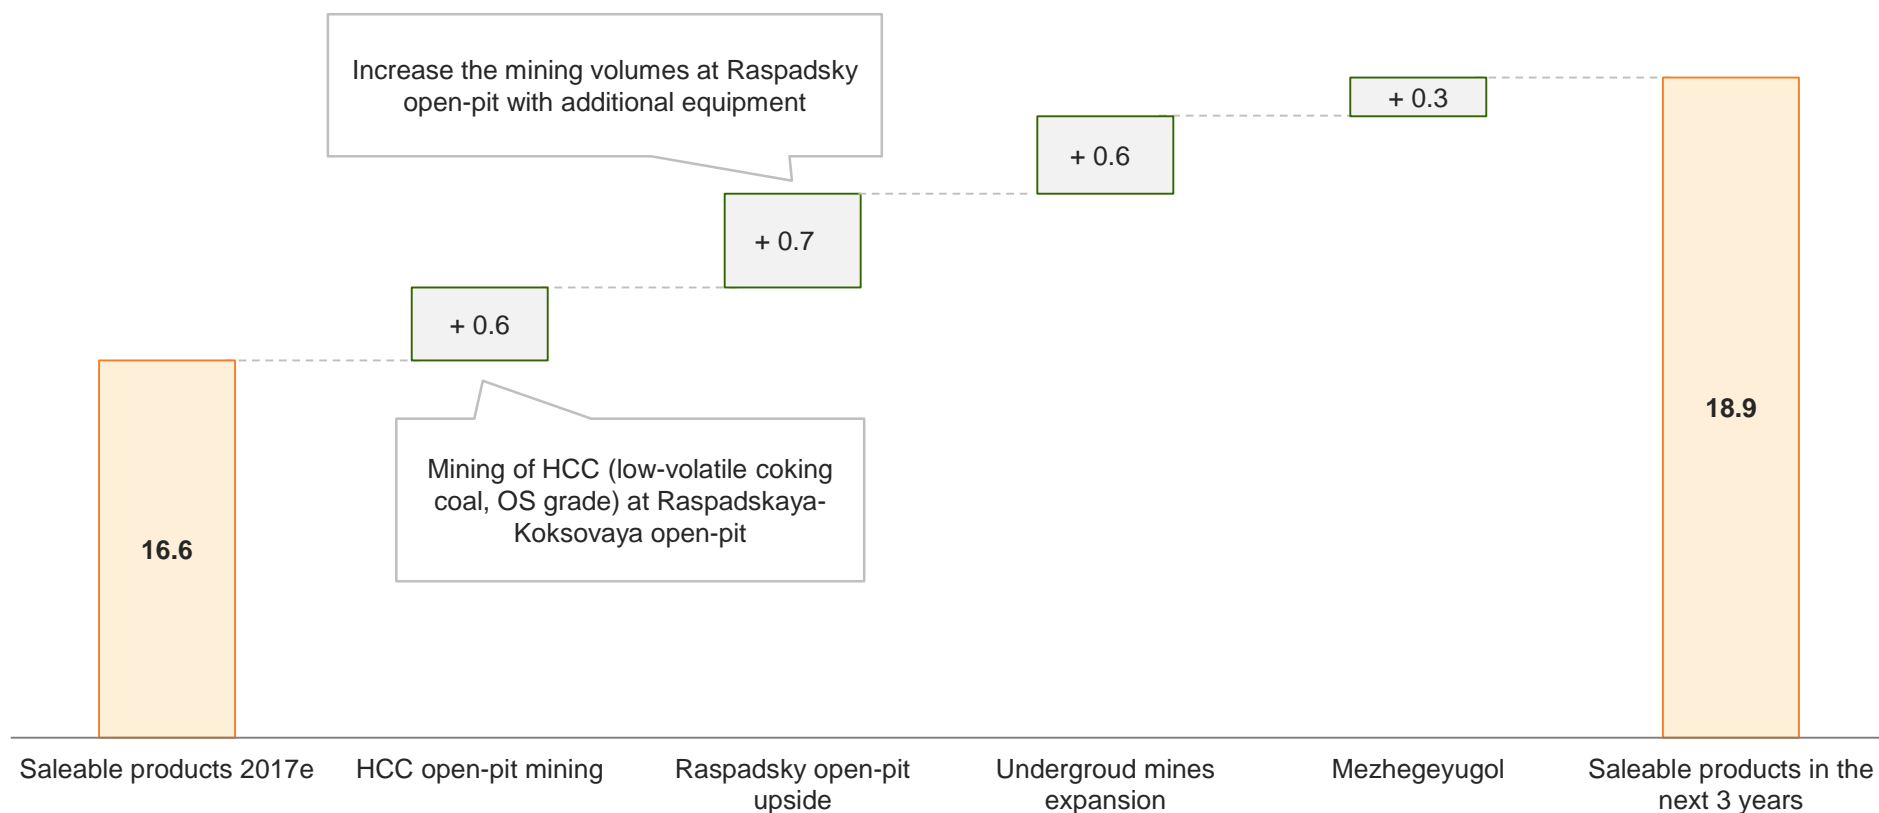 Increase the mining volumes at Raspadsky
open-pit with additional equipment
+ 0.3
+ 0.6
+ 0.7
+ 0.6
Mining of HCC (low-volatile coking
coal, OS grade) at Raspadskaya-
Koksovaya open-pit
16.6
18.9
Saleable products 2017e
HCC open-pit mining
Raspadsky open-pit
upside
Undergroud mines
expansion
Mezhegeyugol
Saleable products in the
next 3 years